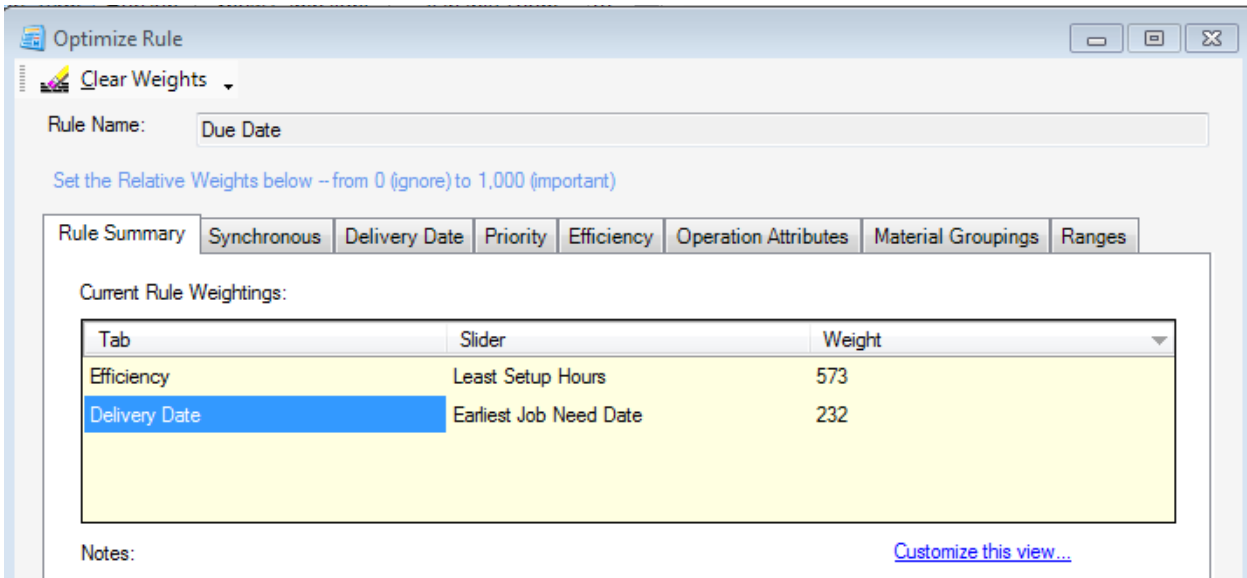 Optimize Rule
Clear Weights
Rule Name: Due Date
Set the Relative Weights below -- from 0 (ignore) to 1,000 (important)
Rule Summary Synchronous Delivery Date Priority Efficiency Operation Attributes Material Groupings Ranges
Current Rule Weightings:
Tab Slider Weight
Efficiency Least Setup Hours 573
Delivery Date Earliest Job Need Date 232
Notes: Customize this view...